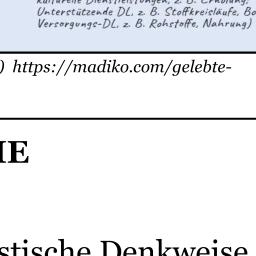 kulturelle Dienstleistungen, z. B. Erholung,
Unterstützende DL, z. B. Stoffkreisläufe, Bo
Versorgungs-DL, z. B. Rohstoffe, Nahrung)
) https://madiko.com/gelebte-
IE
stische Denkweise